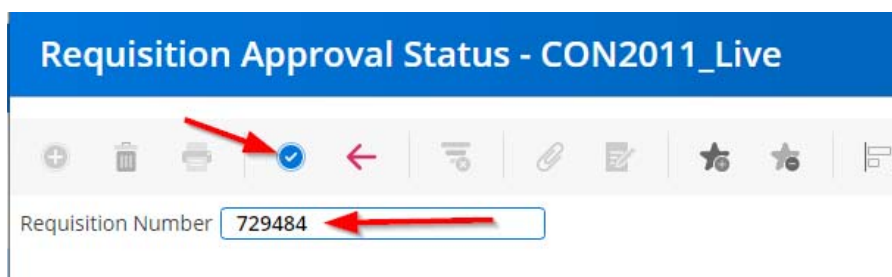 Requisition Approval Status - CON2011_Live
Requisition Number 729484